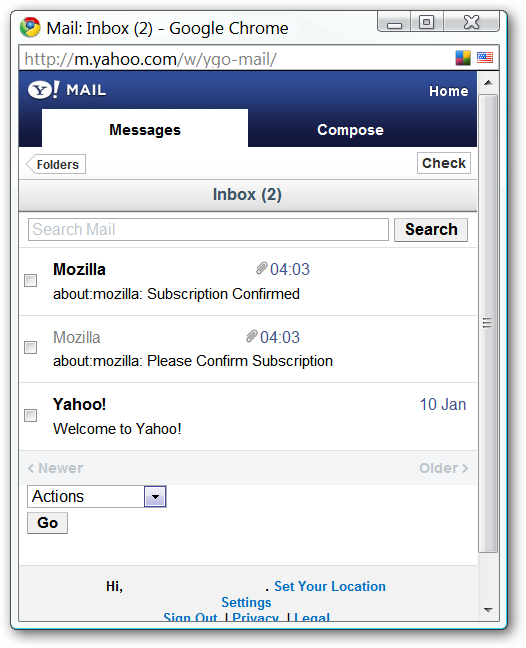 Mail: Inbox (2) - Google Chrome
http://m.yahoo.com/w/ygo-mail/
Y! MAIL Home
Messages Compose
Folders Check
Inbox (2)
Search Mail Search
Mozilla 04:03
about:mozilla: Subscription Confirmed
Mozilla 04:03
about:mozilla: Please Confirm Subscription
Yahoo! 10 Jan
Welcome to Yahoo!
< Newer Older >
Actions
Go
Hi, . Set Your Location
Settings
Sign Out | Privacy | Legal